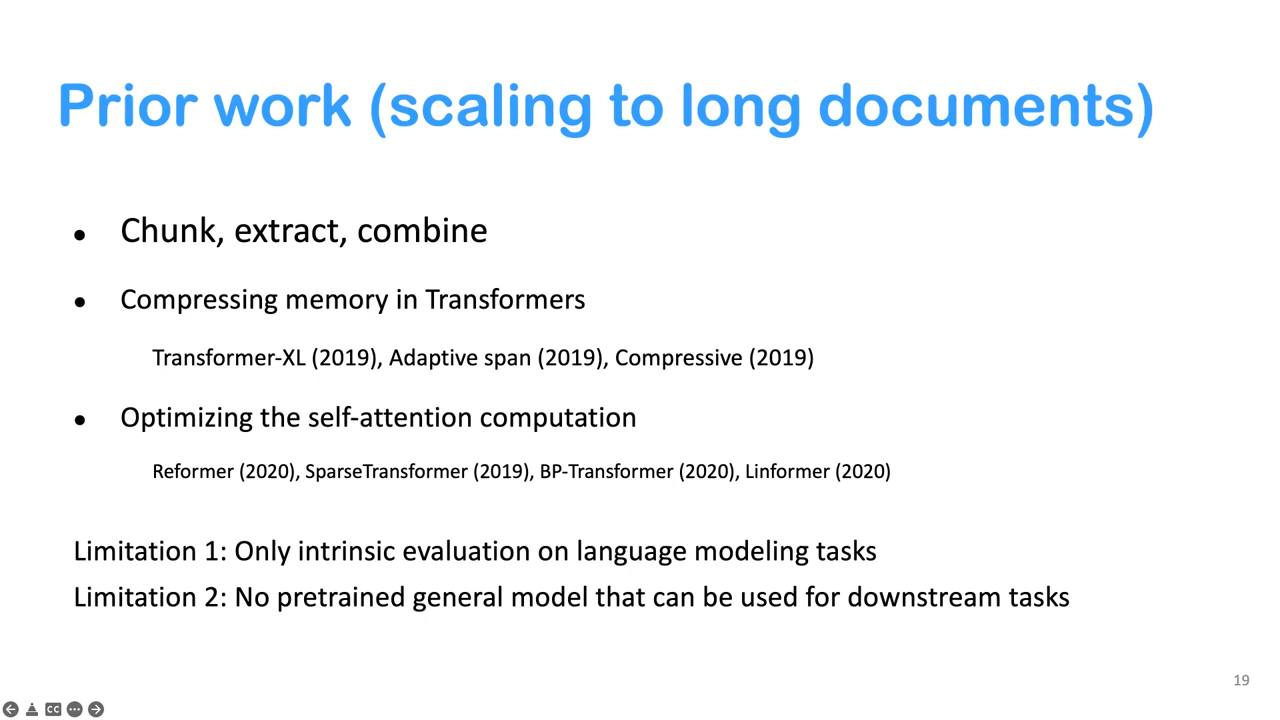 Prior work (scaling to long documents)
● Chunk, extract, combine
● Compressing memory in Transformers
Transformer-XL (2019), Adaptive span (2019), Compressive (2019)
● Optimizing the self-attention computation
Reformer (2020), SparseTransformer (2019), BP-Transformer (2020), Linformer (2020)
Limitation 1: Only intrinsic evaluation on language modeling tasks
Limitation 2: No pretrained general model that can be used for downstream tasks
19
CC